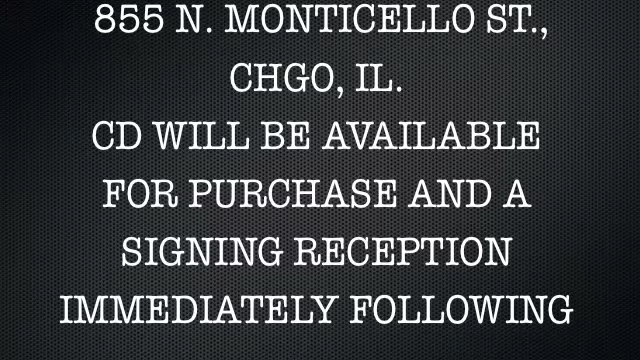 855 N. MONTICELLO ST.,
CHGO, IL.
CD WILL BE AVAILABLE
FOR PURCHASE AND A
SIGNING RECEPTION
IMMEDIATELY FOLLOWING